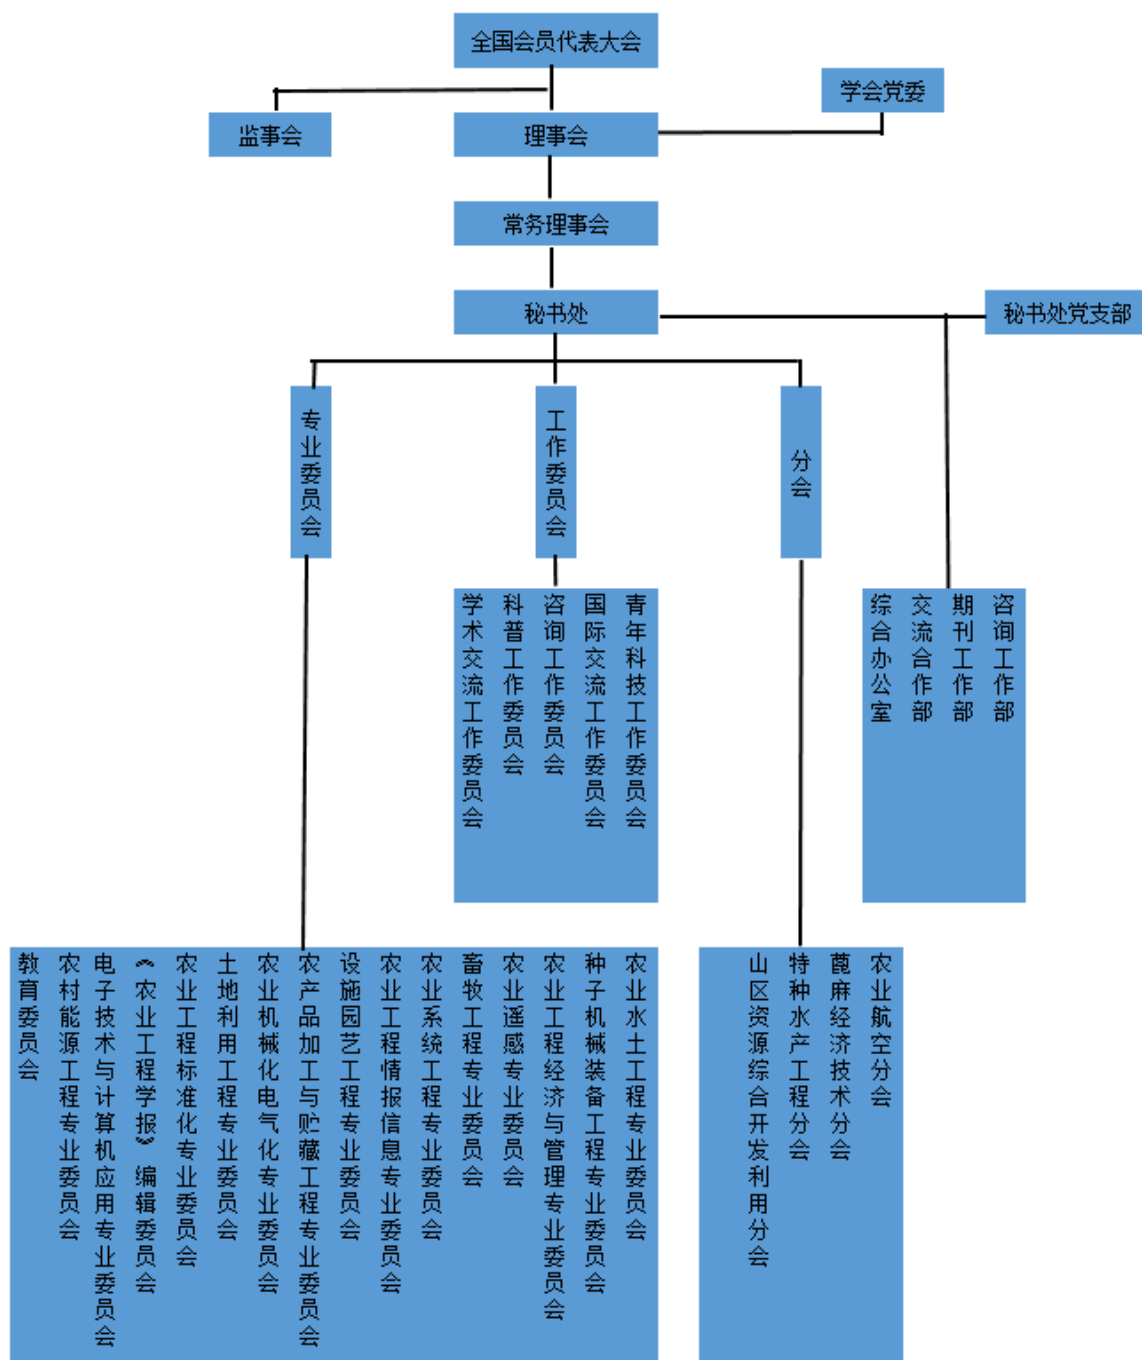 全国会员代表大会
学会党委
监事会
理事会
常务理事会
秘书处
秘书处党支部
专业委员会
工作委员会
分会
学术交流工作委员会
科普工作委员会
咨询工作委员会
国际交流工作委员会
青年科技工作委员会
综合办公室
交流合作部
期刊工作部
咨询工作部
教育委员会
农村能源工程专业委员会
电子技术与计算机应用专业委员会
《农业工程学报》编辑委员会
农业工程标准化专业委员会
土地利用工程专业委员会
农业机械化电气化专业委员会
农产品加工与贮藏工程专业委员会
设施园艺工程专业委员会
农业工程情报信息专业委员会
农业系统工程专业委员会
畜牧工程专业委员会
农业遥感专业委员会
农业工程经济与管理专业委员会
种子机械装备工程专业委员会
农业水土工程专业委员会
山区资源综合开发利用分会
特种水产工程分会
蓖麻经济技术分会
农业航空分会